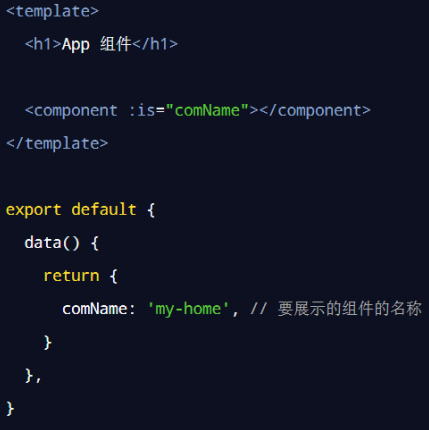 <template>
  <h1>App 组件</h1>

  <component :is="comName"></component>
</template>

export default {
  data() {
    return {
      comName: 'my-home', // 要展示的组件的名称
    }
  },
}